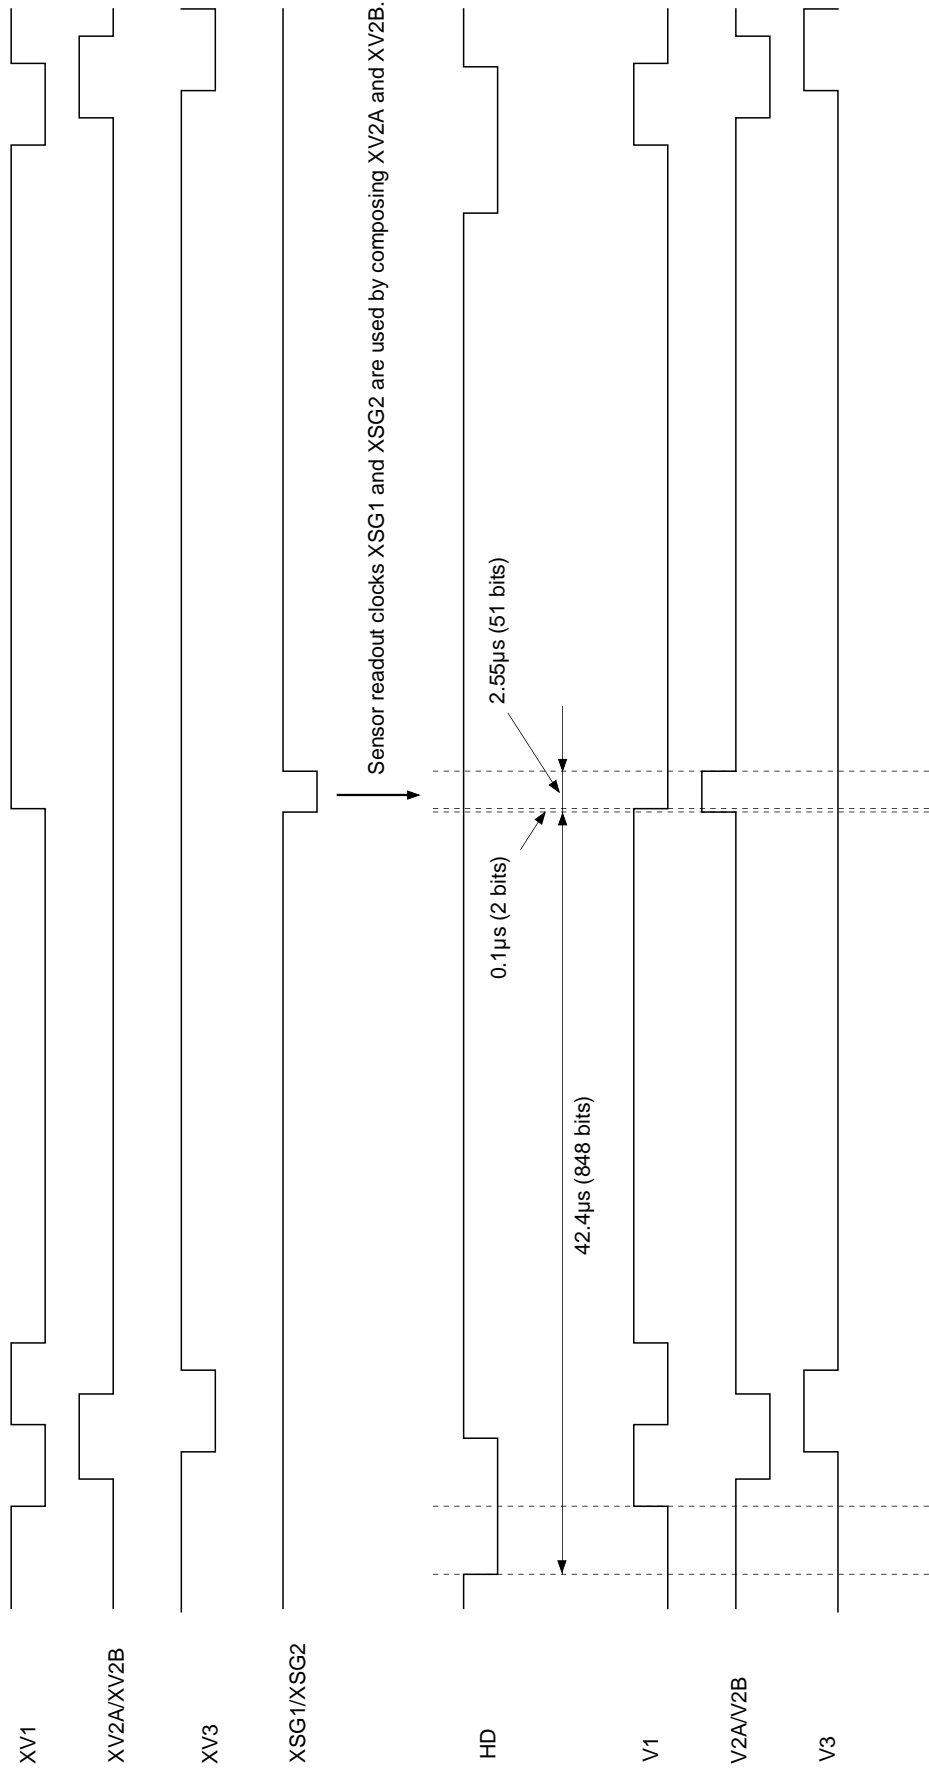 XV1
XV2A/XV2B
XV3
XSG1/XSG2
Sensor readout clocks XSG1 and XSG2 are used by composing XV2A and XV2B.
HD
2.55µs (51 bits)
0.1µs (2 bits)
42.4µs (848 bits)
V1
V2A/V2B
V3